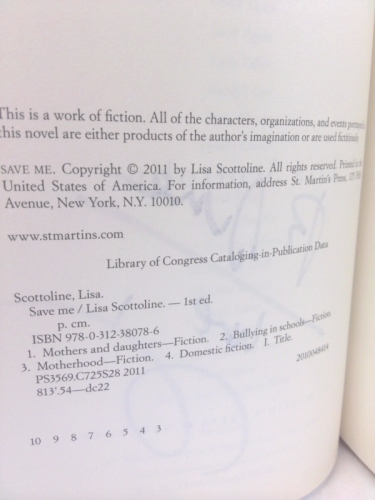 This is a work of fiction. All of the characters, organizations, and events
this novel are either products of the author's imagination or are used fictitiously.
SAVE ME. Copyright © 2011 by Lisa Scottoline. All rights reserved. Printed in the
United States of America. For information, address St. Martin's Press, 175 Fifth
Avenue, New York, N.Y. 10010.
www.stmartins.com
Library of Congress Cataloging-in-Publication Data
Scottoline, Lisa.
Save me / Lisa Scottoline. — 1st ed.
p. cm.
ISBN 978-0-312-38078-6
1. Mothers and daughters—Fiction. 2. Bullying in schools—Fiction
3. Motherhood—Fiction. 4. Domestic fiction. I. Title.
PS3569.C725S28 2011
813'.54—dc22
10 9 8 7 6 5 4 3